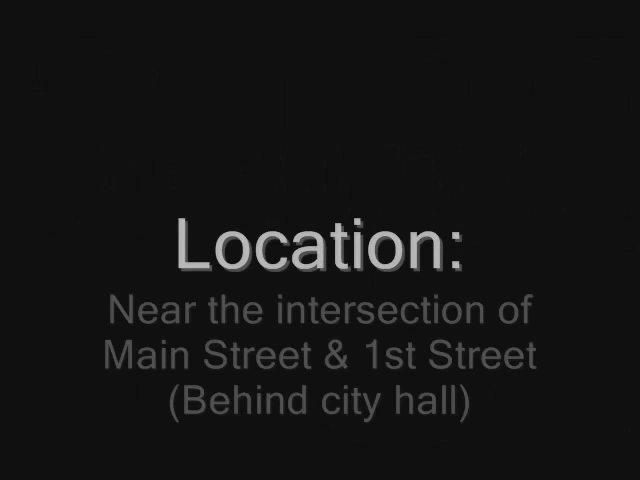 Location:
Near the intersection of
Main Street & 1st Street
(Behind city hall)